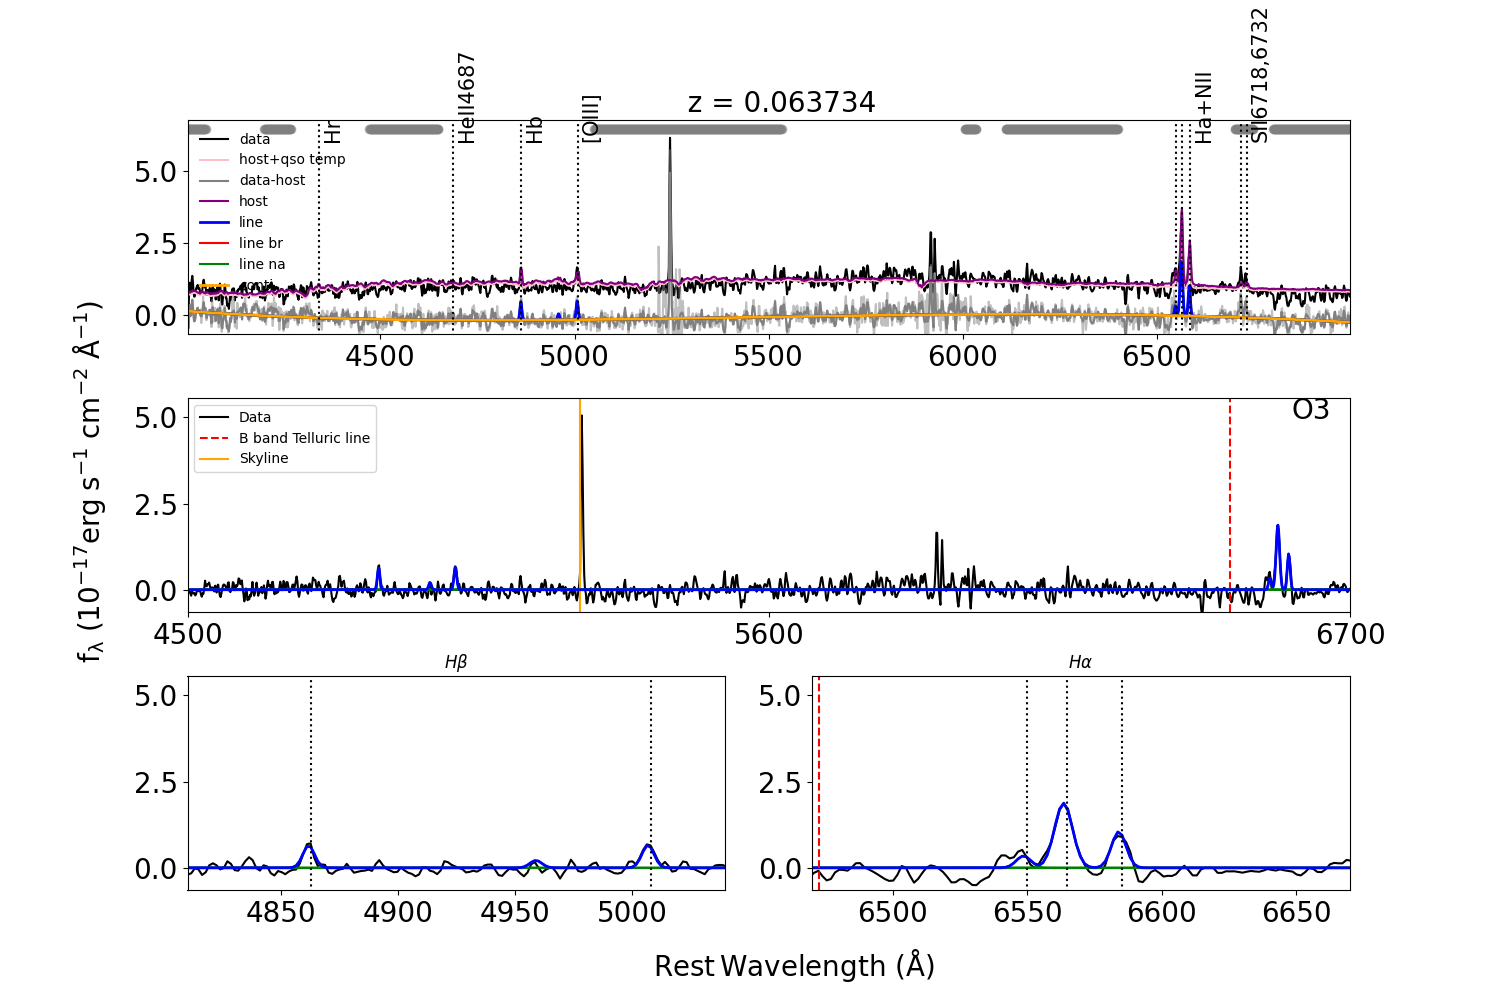 z = 0.063734
Hr
HeII4687
Hb
[OIII]
Ha+NII
SII6718,6732
data
host+qso temp
data-host
host
line
line br
line na
5.0
2.5
0.0
4500 5000 5500 6000 6500
Data
B band Telluric line
Skyline
O3
5.0
2.5
0.0
4500 5600 6700
fλ (10⁻¹⁷erg s⁻¹ cm⁻² Å⁻¹)
Hβ
5.0
2.5
0.0
4850 4900 4950 5000
Hα
5.0
2.5
0.0
6500 6550 6600 6650
Rest Wavelength (Å)